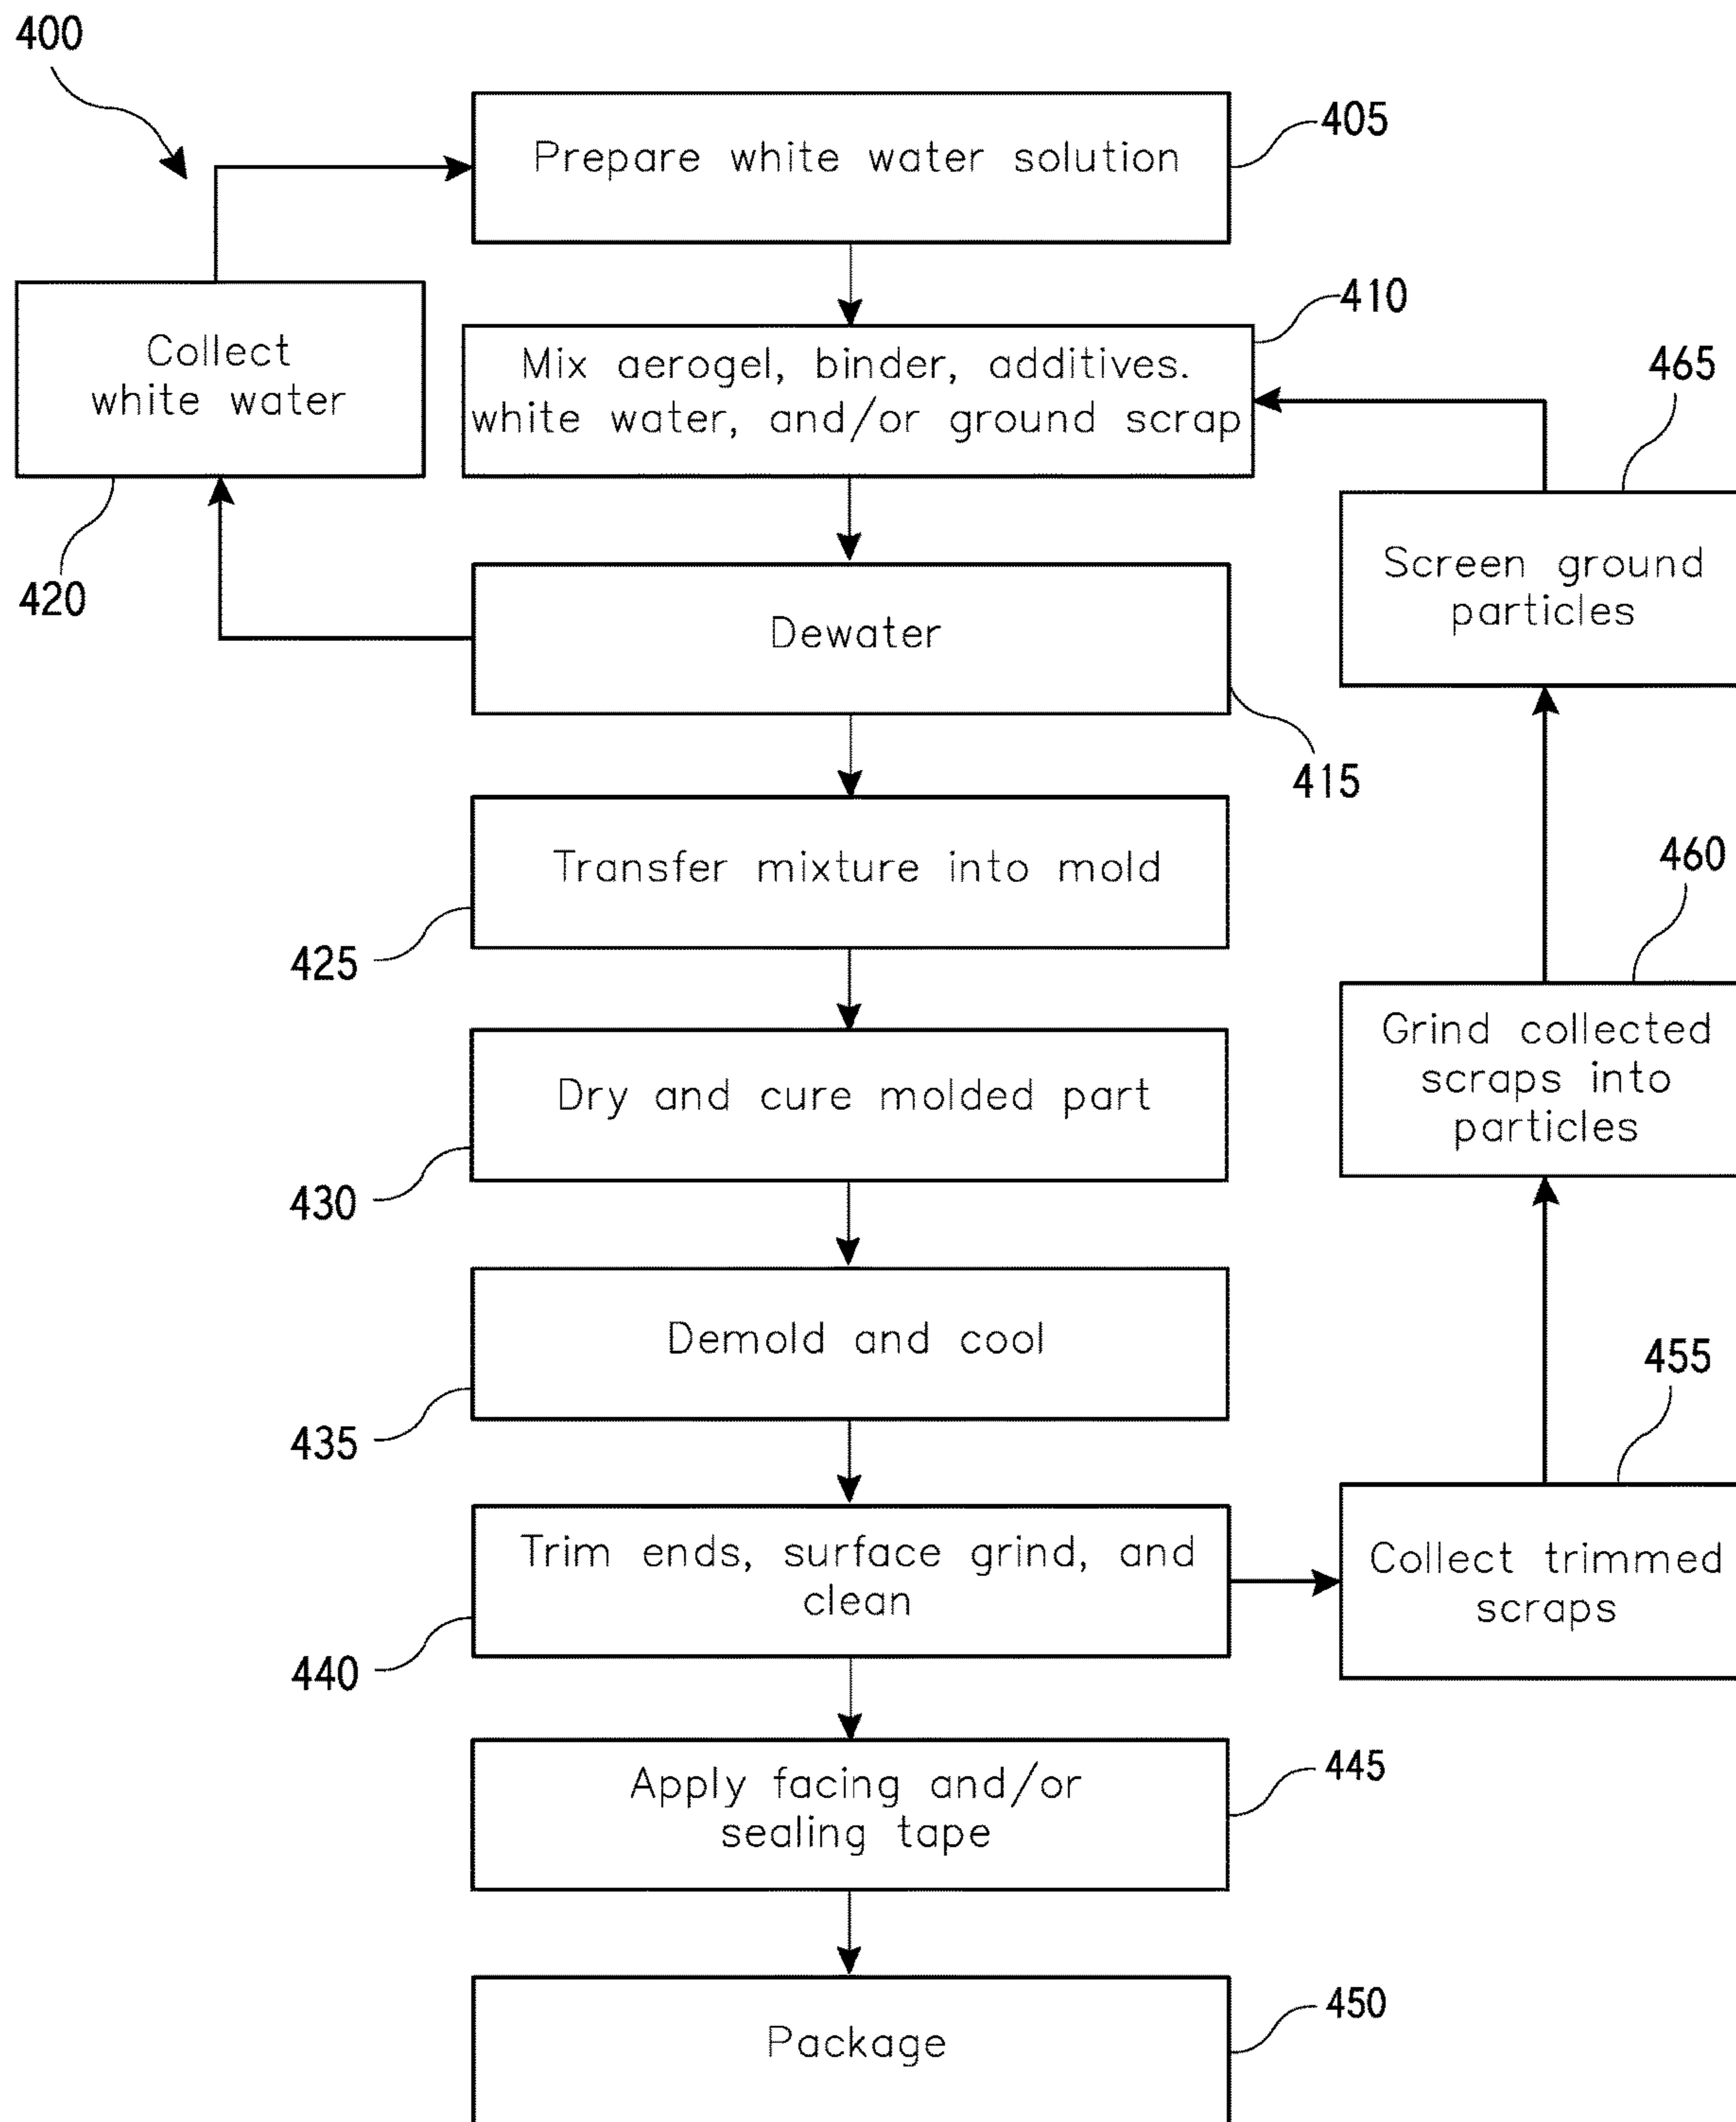 400
Prepare white water solution
405
Collect
white water
420
Mix aerogel, binder, additives.
white water, and/or ground scrap
410
465
Screen ground
particles
Dewater
415
Transfer mixture into mold
425
460
Grind collected
scraps into
particles
Dry and cure molded part
430
Demold and cool
435
455
Collect trimmed
scraps
Trim ends, surface grind, and
clean
440
Apply facing and/or
sealing tape
445
Package
450